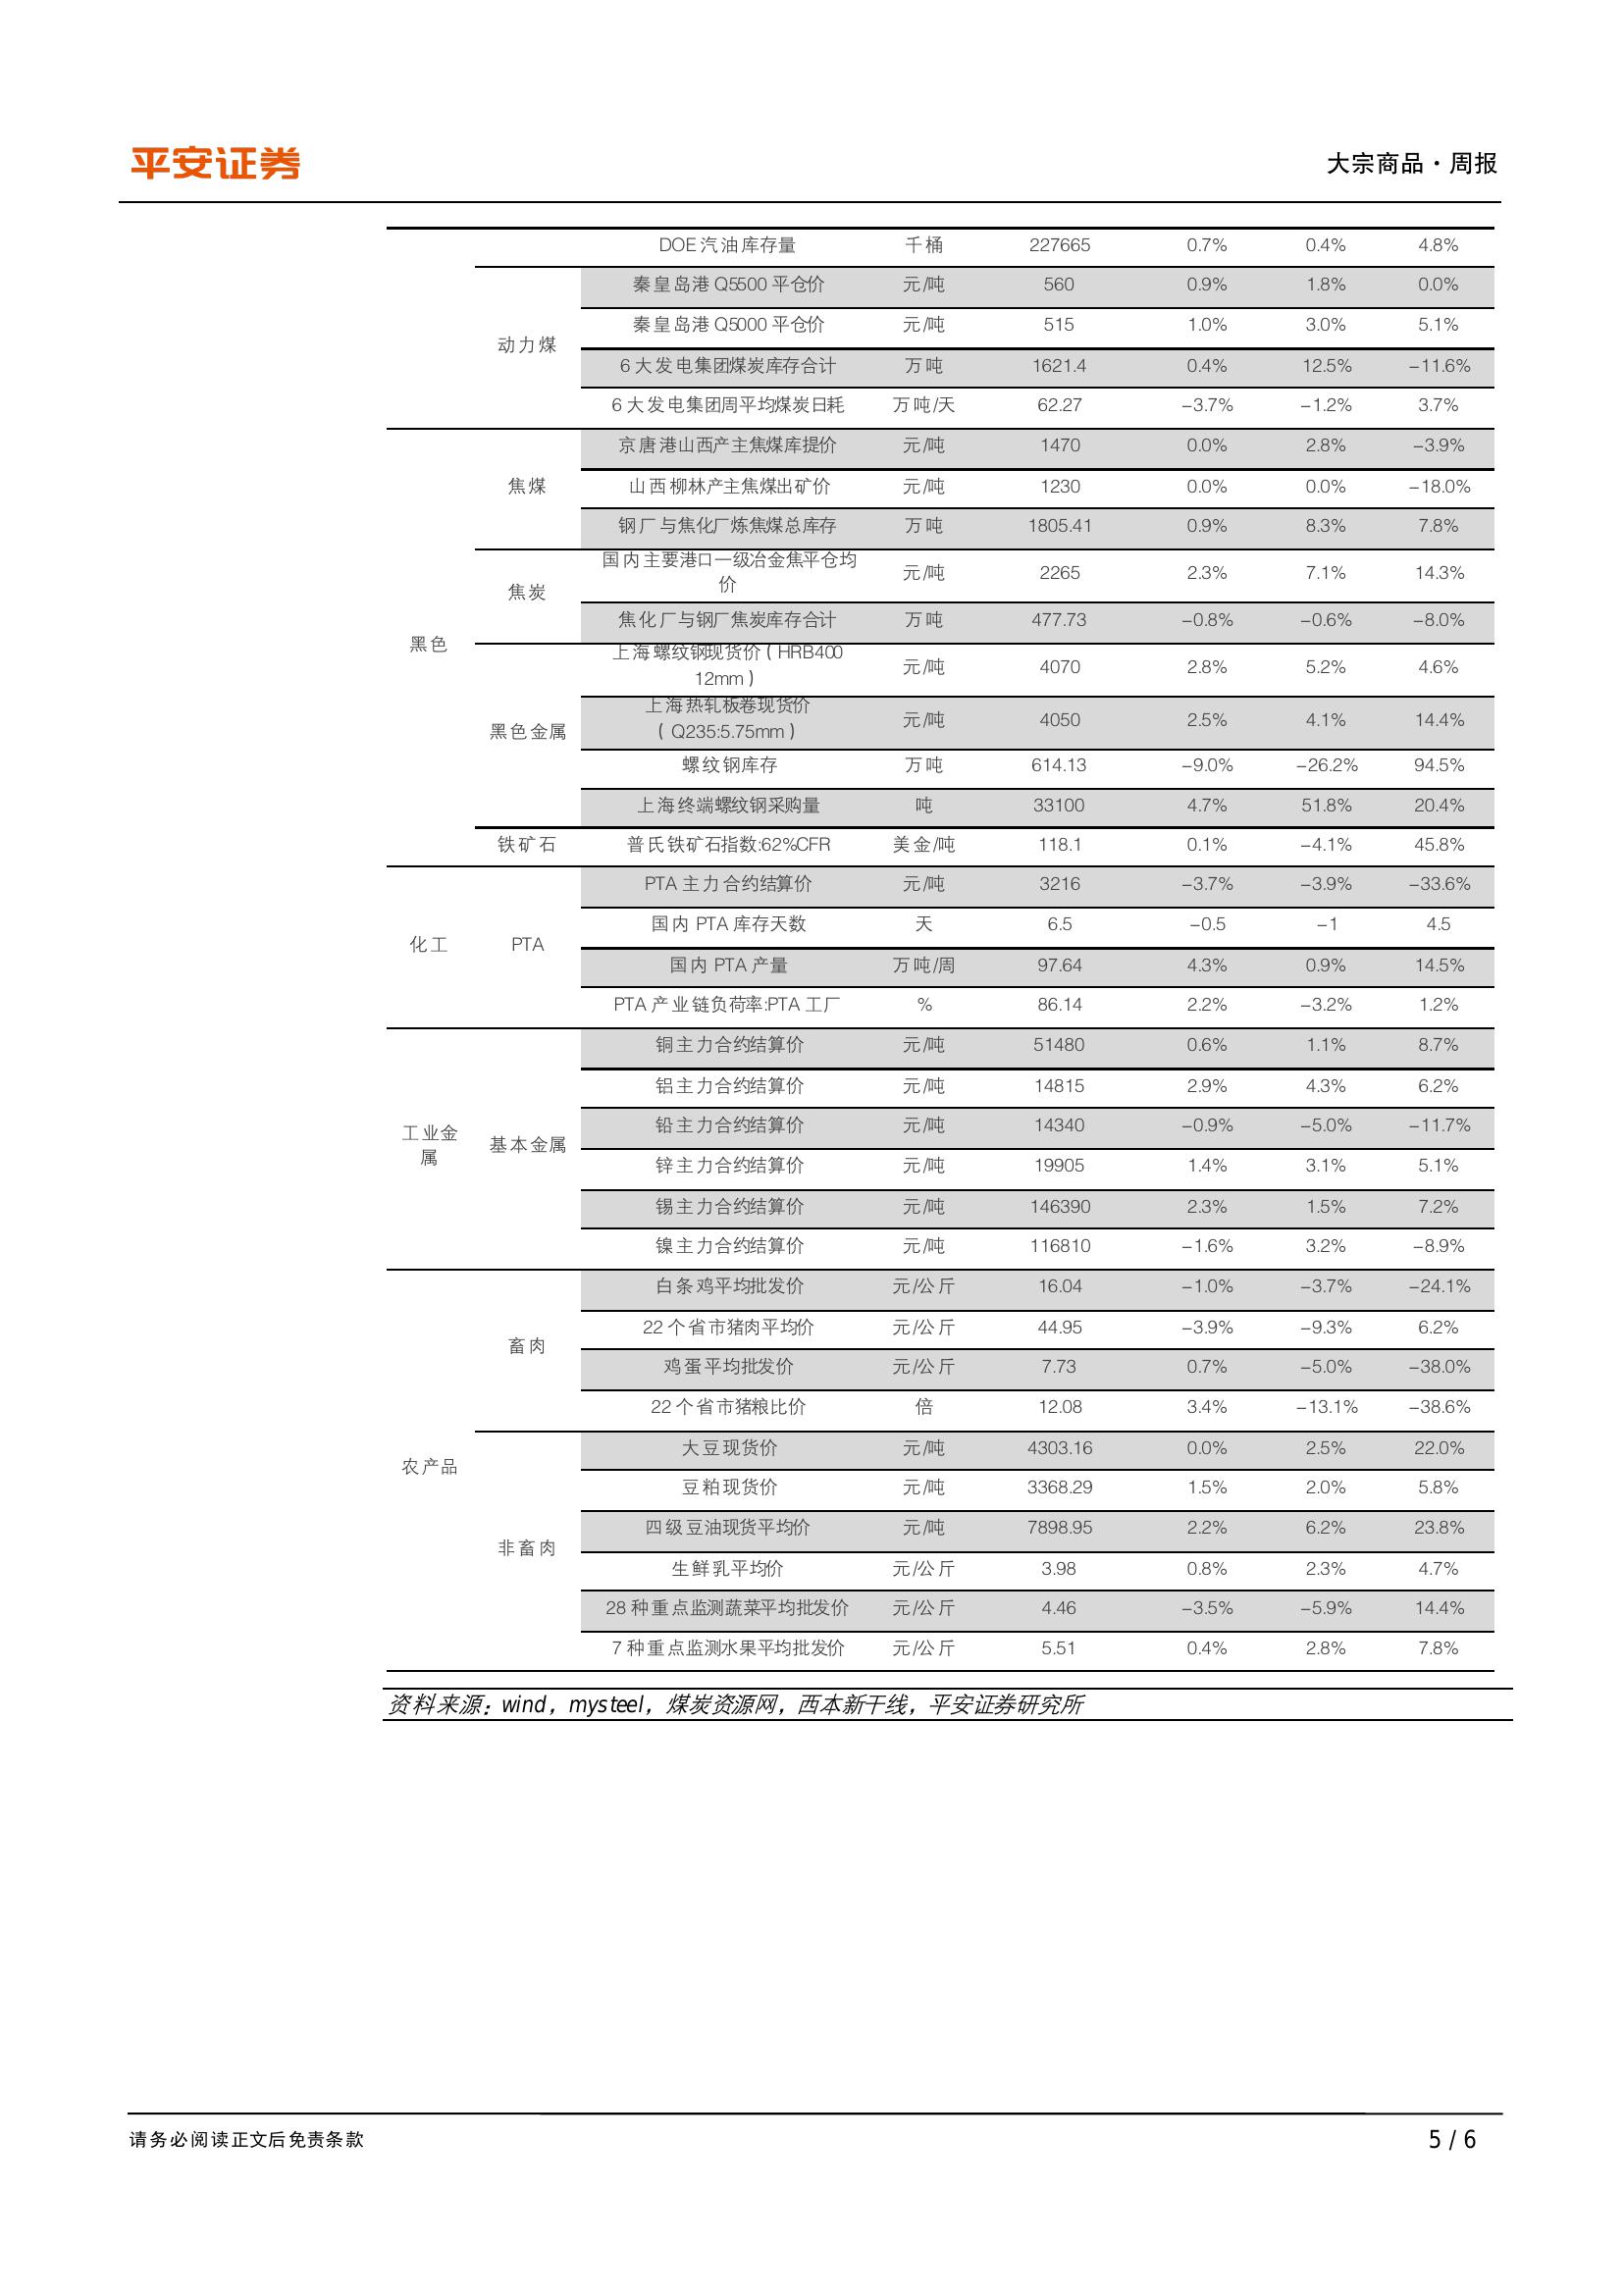 平安证券
大宗商品·周报
DOE 汽油库存量 千桶 227665 0.7% 0.4% 4.8%
动力煤
秦皇岛港 Q5500 平仓价 元/吨 560 0.9% 1.8% 0.0%
秦皇岛港 Q5000 平仓价 元/吨 515 1.0% 3.0% 5.1%
6 大发电集团煤炭库存合计 万吨 1621.4 0.4% 12.5% -11.6%
6 大发电集团周平均煤炭日耗 万吨/天 62.27 -3.7% -1.2% 3.7%
黑色
焦煤
京唐港山西产主焦煤库提价 元/吨 1470 0.0% 2.8% -3.9%
山西柳林产主焦煤出矿价 元/吨 1230 0.0% 0.0% -18.0%
钢厂与焦化厂炼焦煤总库存 万吨 1805.41 0.9% 8.3% 7.8%
焦炭
国内主要港口一级冶金焦平仓均
价 元/吨 2265 2.3% 7.1% 14.3%
焦化厂与钢厂焦炭库存合计 万吨 477.73 -0.8% -0.6% -8.0%
黑色金属
上海螺纹钢现货价(HRB400
12mm) 元/吨 4070 2.8% 5.2% 4.6%
上海热轧板卷现货价
(Q235:5.75mm) 元/吨 4050 2.5% 4.1% 14.4%
螺纹钢库存 万吨 614.13 -9.0% -26.2% 94.5%
上海终端螺纹钢采购量 吨 33100 4.7% 51.8% 20.4%
铁矿石 普氏铁矿石指数:62%CFR 美金/吨 118.1 0.1% -4.1% 45.8%
化工
PTA
PTA 主力合约结算价 元/吨 3216 -3.7% -3.9% -33.6%
国内 PTA 库存天数 天 6.5 -0.5 -1 4.5
国内 PTA 产量 万吨/周 97.64 4.3% 0.9% 14.5%
PTA 产业链负荷率:PTA 工厂 % 86.14 2.2% -3.2% 1.2%
工业金
属
基本金属
铜主力合约结算价 元/吨 51480 0.6% 1.1% 8.7%
铝主力合约结算价 元/吨 14815 2.9% 4.3% 6.2%
铅主力合约结算价 元/吨 14340 -0.9% -5.0% -11.7%
锌主力合约结算价 元/吨 19905 1.4% 3.1% 5.1%
锡主力合约结算价 元/吨 146390 2.3% 1.5% 7.2%
镍主力合约结算价 元/吨 116810 -1.6% 3.2% -8.9%
农产品
畜肉
白条鸡平均批发价 元/公斤 16.04 -1.0% -3.7% -24.1%
22 个省市猪肉平均价 元/公斤 44.95 -3.9% -9.3% 6.2%
鸡蛋平均批发价 元/公斤 7.73 0.7% -5.0% -38.0%
22 个省市猪粮比价 倍 12.08 3.4% -13.1% -38.6%
非畜肉
大豆现货价 元/吨 4303.16 0.0% 2.5% 22.0%
豆粕现货价 元/吨 3368.29 1.5% 2.0% 5.8%
四级豆油现货平均价 元/吨 7898.95 2.2% 6.2% 23.8%
生鲜乳平均价 元/公斤 3.98 0.8% 2.3% 4.7%
28 种重点监测蔬菜平均批发价 元/公斤 4.46 -3.5% -5.9% 14.4%
7 种重点监测水果平均批发价 元/公斤 5.51 0.4% 2.8% 7.8%
资料来源：wind，mysteel，煤炭资源网，西本新干线，平安证券研究所
请务必阅读正文后免责条款
5 / 6